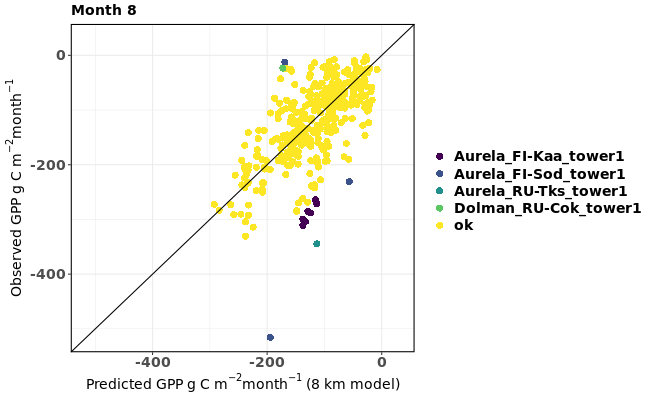 Month 8
Observed GPP g C m−2month−1
0
-200
-400
-400
-200
0
Predicted GPP g C m−2month−1 (8 km model)
Aurela_FI-Kaa_tower1
Aurela_FI-Sod_tower1
Aurela_RU-Tks_tower1
Dolman_RU-Cok_tower1
ok